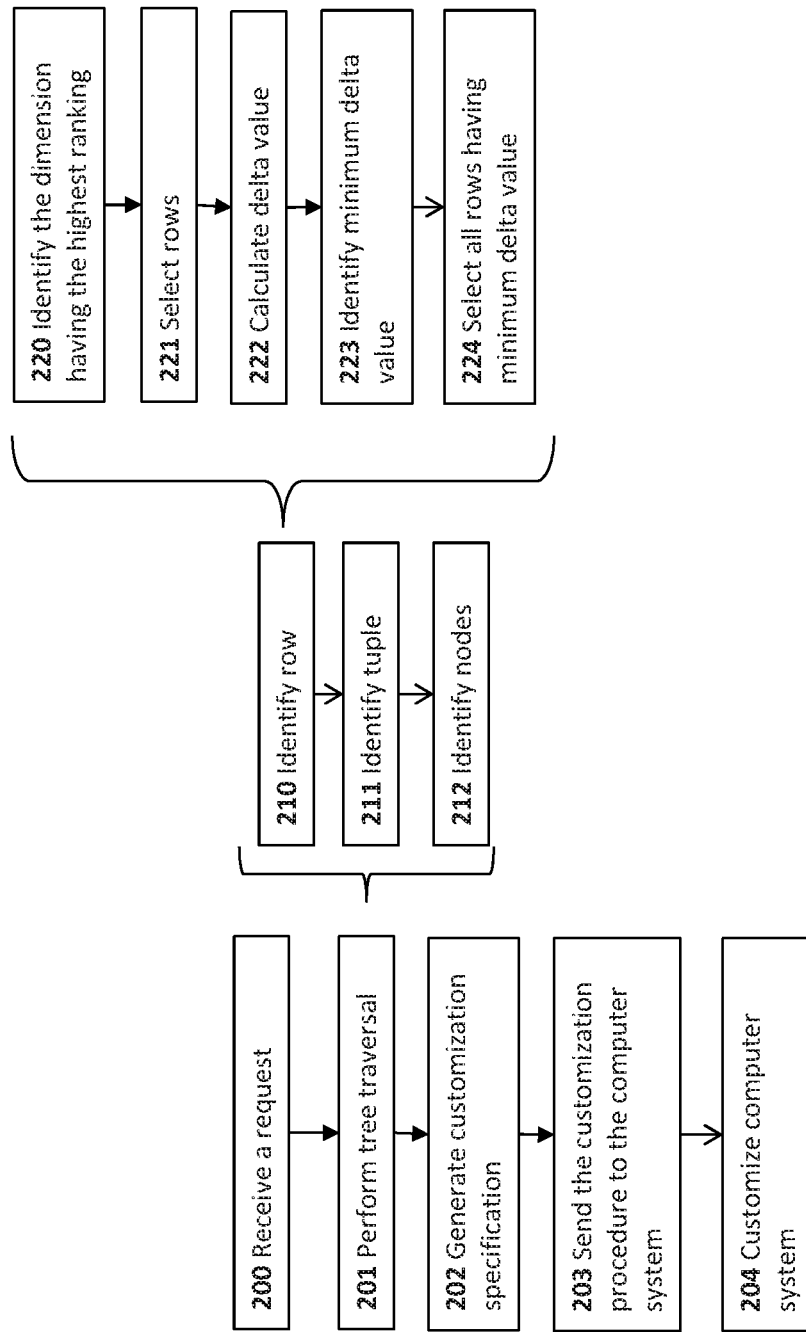 200 Receive a request
201 Perform tree traversal
202 Generate customization
specification
203 Send the customization
procedure to the computer
system
204 Customize computer
system
210 Identify row
211 Identify tuple
212 Identify nodes
220 Identify the dimension
having the highest ranking
221 Select rows
222 Calculate delta value
223 Identify minimum delta
value
224 Select all rows having
minimum delta value